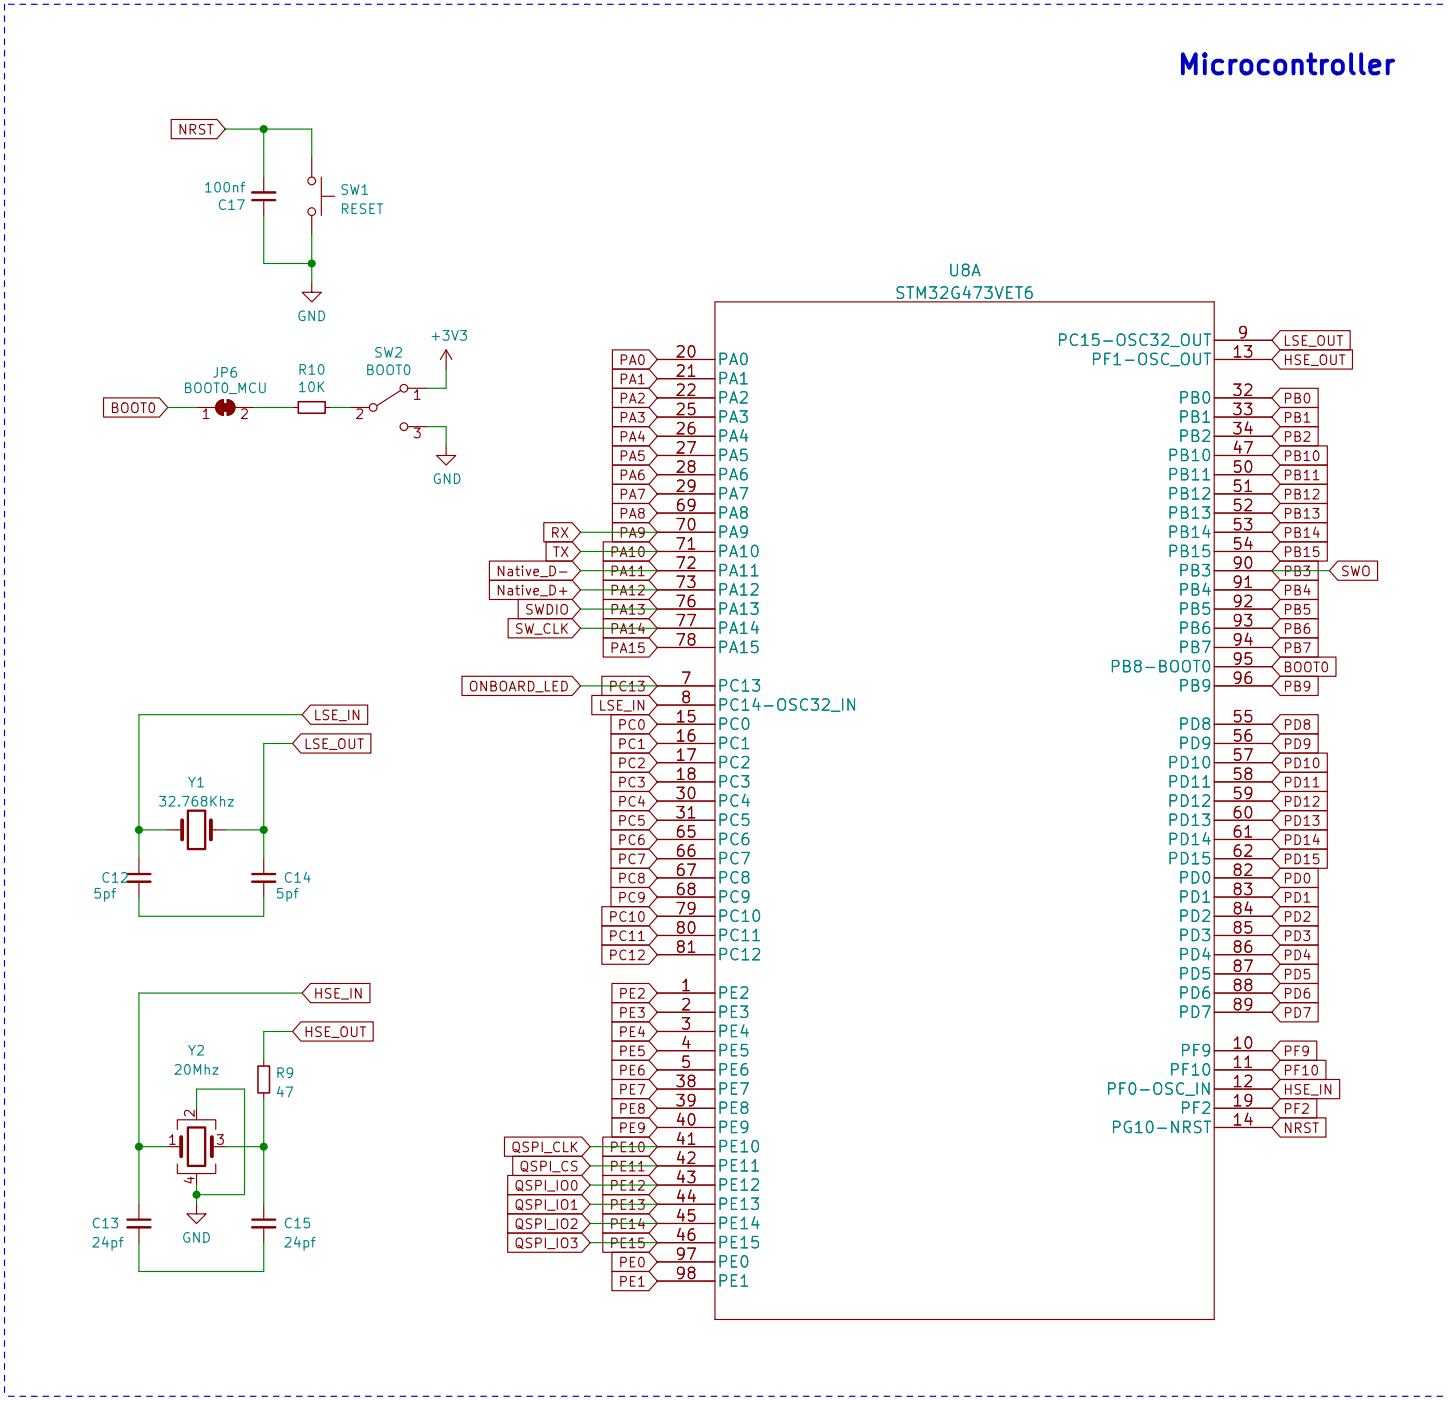 Microcontroller
NRST
100nf
C17
SW1
RESET
GND
+3V3
SW2
BOOT0
JP6
BOOT0_MCU
R10
10K
BOOT0
1
2
2
1
3
GND
LSE_IN
LSE_OUT
Y1
32.768Khz
C12
5pf
C14
5pf
HSE_IN
HSE_OUT
Y2
20Mhz
R9
47
2
1
3
4
GND
C13
24pf
C15
24pf
U8A
STM32G473VET6
PA0 20 PA0
PA1 21 PA1
PA2 22 PA2
PA3 25 PA3
PA4 26 PA4
PA5 27 PA5
PA6 28 PA6
PA7 29 PA7
PA8 69 PA8
RX PA9 70 PA9
TX PA10 71 PA10
Native_D- PA11 72 PA11
Native_D+ PA12 73 PA12
SWDIO PA13 76 PA13
SW_CLK PA14 77 PA14
PA15 78 PA15
ONBOARD_LED PC13 7 PC13
LSE_IN 8 PC14-OSC32_IN
PC0 15 PC0
PC1 16 PC1
PC2 17 PC2
PC3 18 PC3
PC4 30 PC4
PC5 31 PC5
PC6 65 PC6
PC7 66 PC7
PC8 67 PC8
PC9 68 PC9
PC10 79 PC10
PC11 80 PC11
PC12 81 PC12
PE2 1 PE2
PE3 2 PE3
PE4 3 PE4
PE5 4 PE5
PE6 5 PE6
PE7 38 PE7
PE8 39 PE8
PE9 40 PE9
QSPI_CLK PE10 41 PE10
QSPI_CS PE11 42 PE11
QSPI_IO0 PE12 43 PE12
QSPI_IO1 PE13 44 PE13
QSPI_IO2 PE14 45 PE14
QSPI_IO3 PE15 46 PE15
PE0 97 PE0
PE1 98 PE1
PC15-OSC32_OUT 9 LSE_OUT
PF1-OSC_OUT 13 HSE_OUT
PB0 32 PB0
PB1 33 PB1
PB2 34 PB2
PB10 47 PB10
PB11 50 PB11
PB12 51 PB12
PB13 52 PB13
PB14 53 PB14
PB15 54 PB15
PB3 90 PB3 SWO
PB4 91 PB4
PB5 92 PB5
PB6 93 PB6
PB7 94 PB7
PB8-BOOT0 95 BOOT0
PB9 96 PB9
PD8 55 PD8
PD9 56 PD9
PD10 57 PD10
PD11 58 PD11
PD12 59 PD12
PD13 60 PD13
PD14 61 PD14
PD15 62 PD15
PD0 82 PD0
PD1 83 PD1
PD2 84 PD2
PD3 85 PD3
PD4 86 PD4
PD5 87 PD5
PD6 88 PD6
PD7 89 PD7
PF9 10 PF9
PF10 11 PF10
PF0-OSC_IN 12 HSE_IN
PF2 19 PF2
PG10-NRST 14 NRST